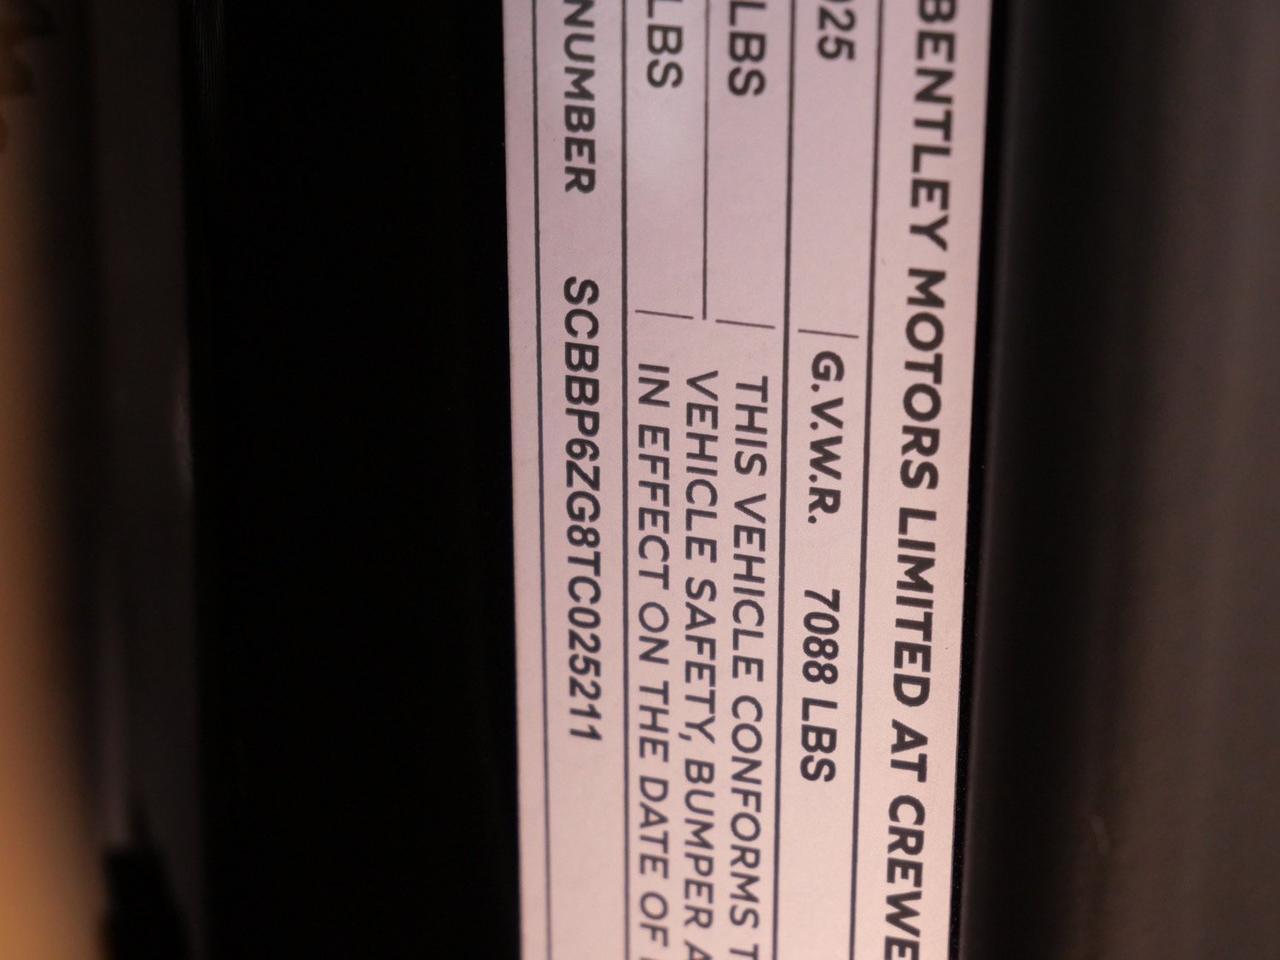 BENTLEY MOTORS LIMITED AT CREWE
025 G.V.W.R. 7088 LBS
LBS THIS VEHICLE CONFORMS T
VEHICLE SAFETY, BUMPER A
LBS IN EFFECT ON THE DATE OF
NUMBER SCBBP6ZG8TC025211